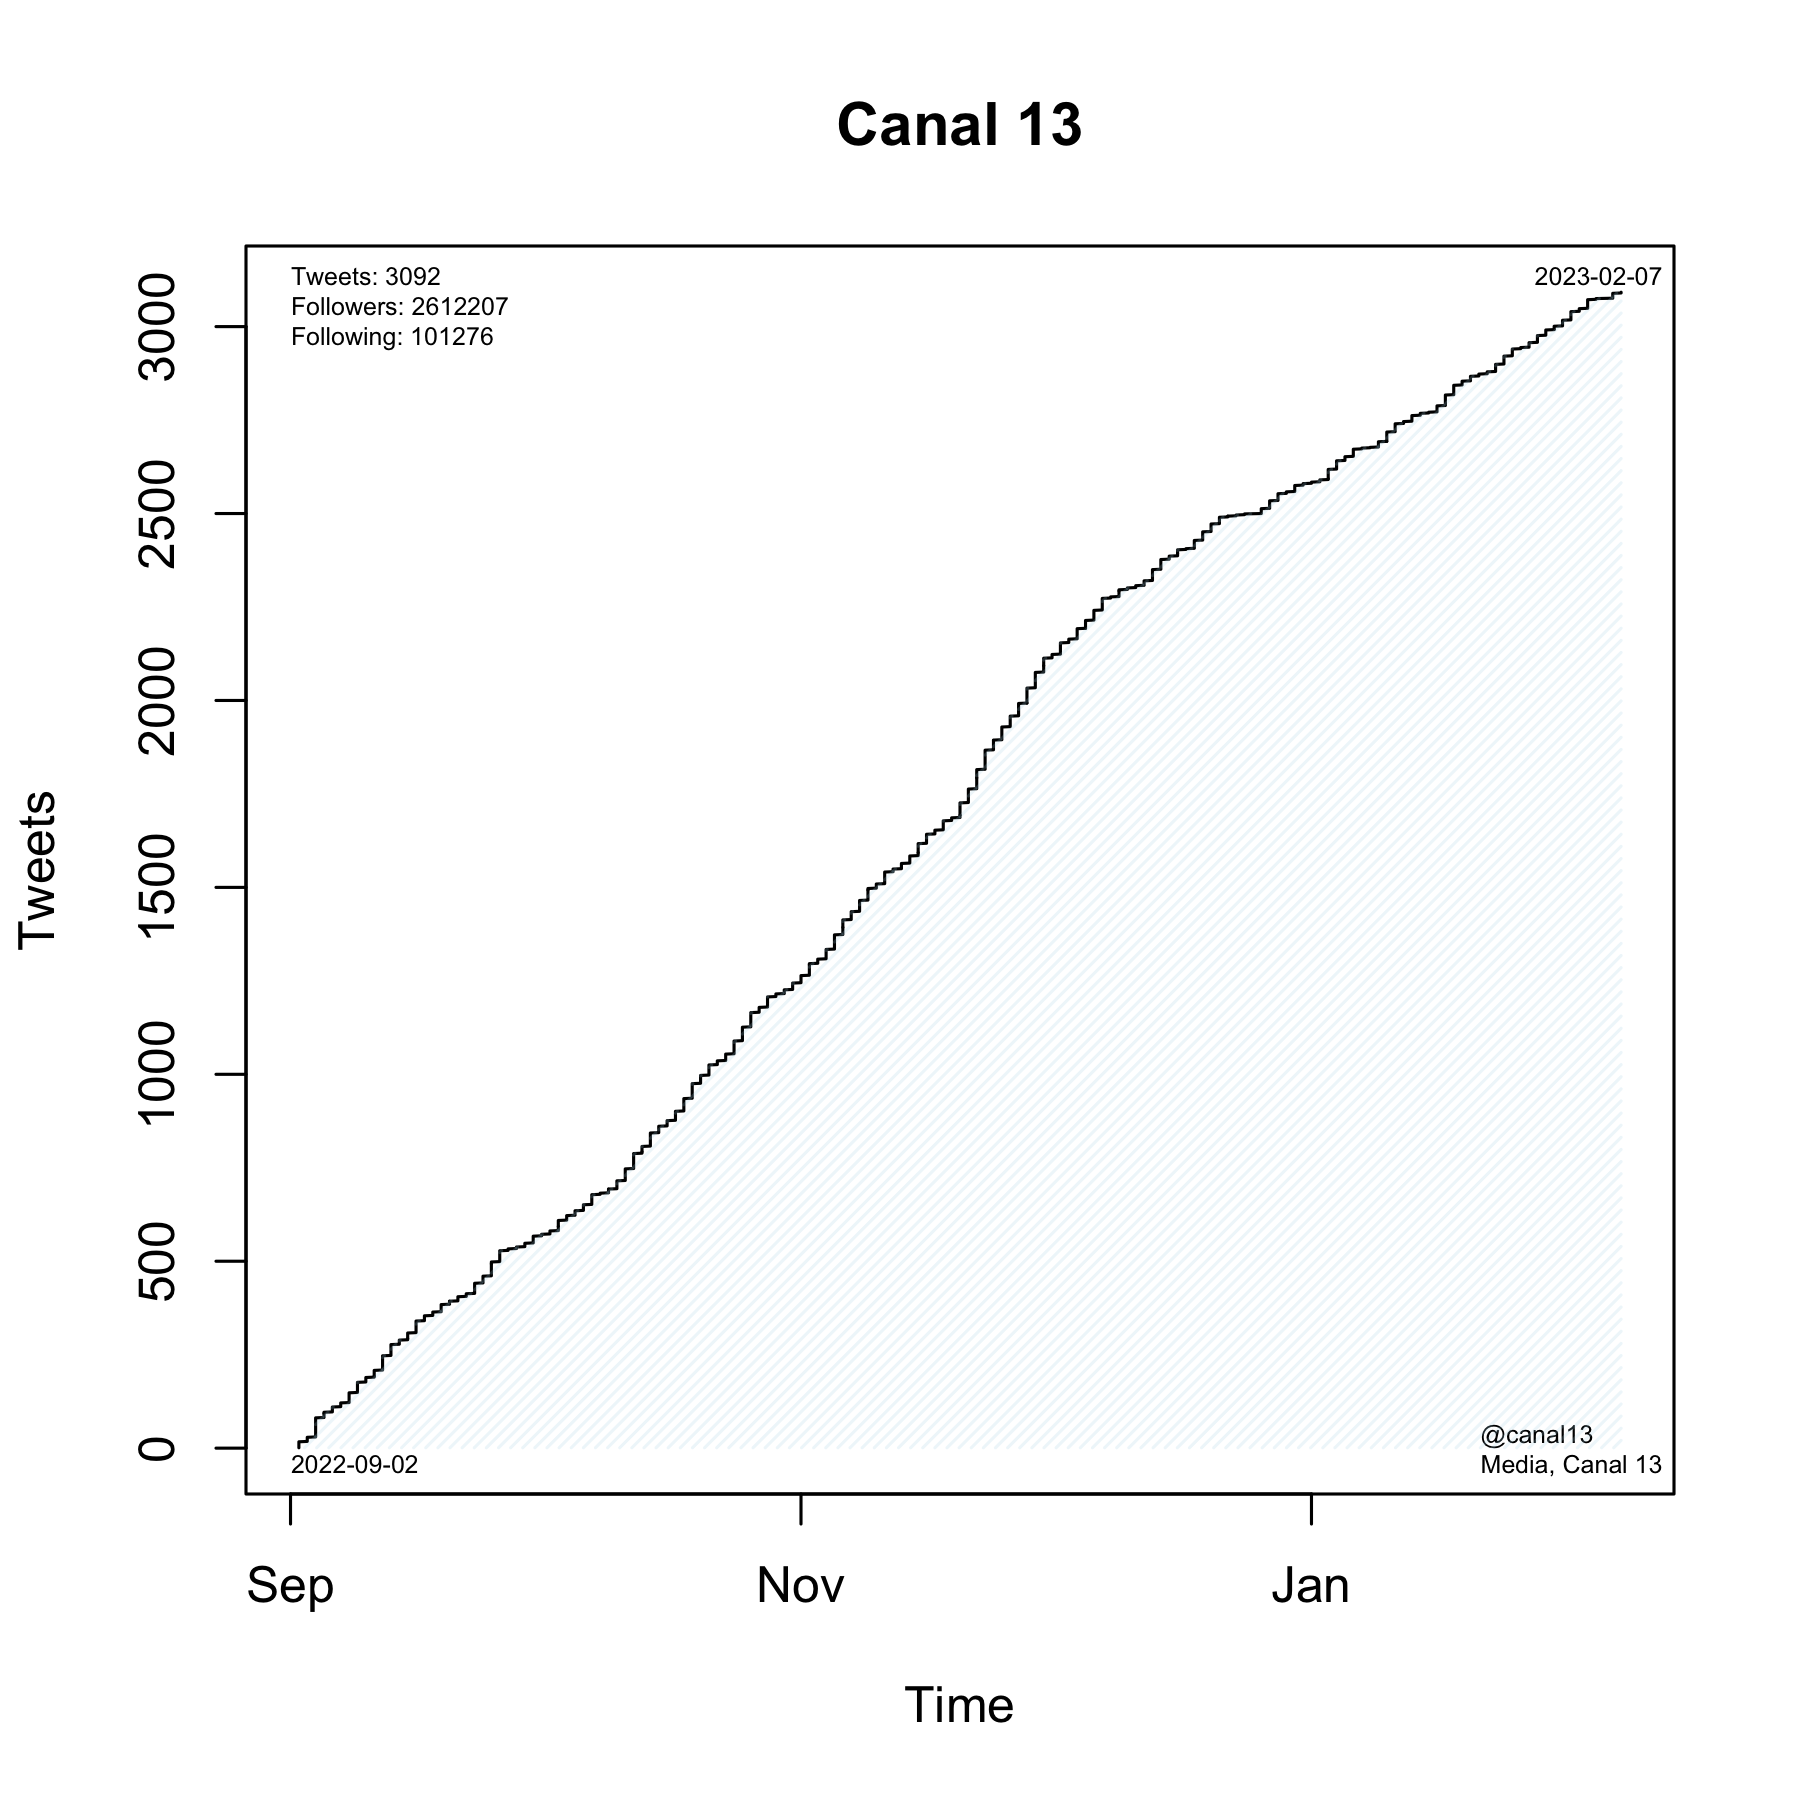 Canal 13
Tweets: 3092
Followers: 2612207
Following: 101276
2023-02-07
3000
2500
2000
1500
1000
500
0
Tweets
@canal13
Media, Canal 13
2022-09-02
Sep
Nov
Jan
Time